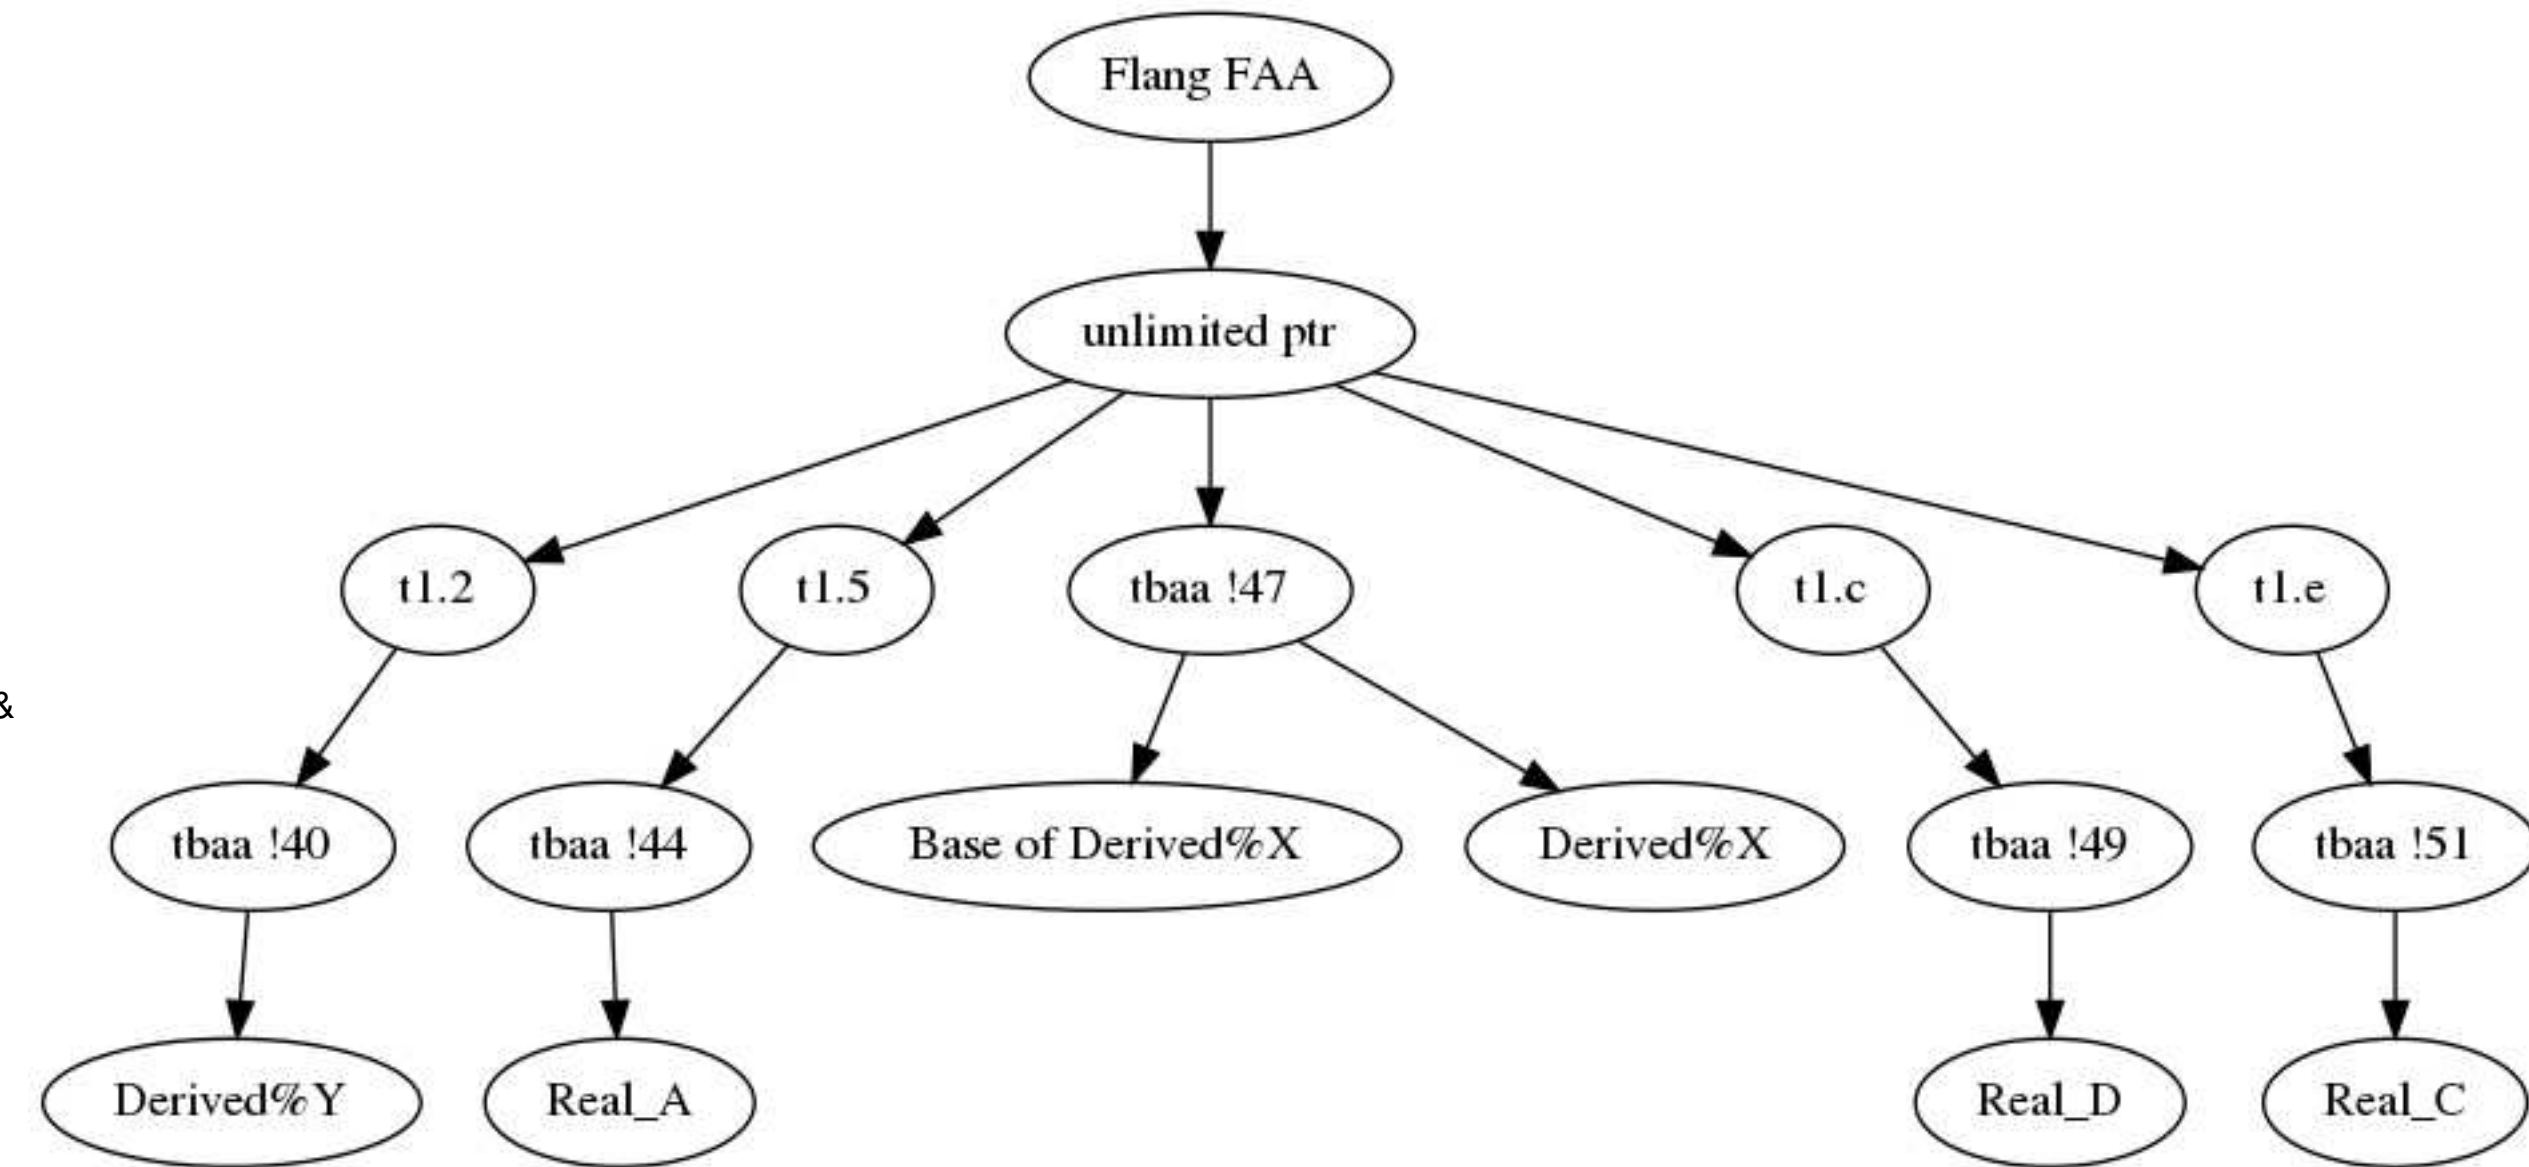 Flang FAA
unlimited ptr
t1.2
t1.5
tbaa !47
t1.c
t1.e
&
tbaa !40
tbaa !44
Base of Derived%X
Derived%X
tbaa !49
tbaa !51
Derived%Y
Real_A
Real_D
Real_C